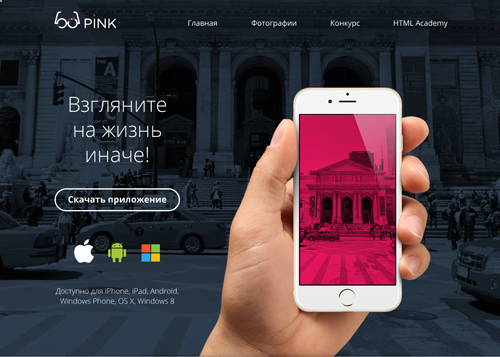 PINK
Главная Фотографии Конкурс HTML Academy
Взгляните
на жизнь
иначе!
Скачать приложение
Доступно для iPhone, iPad, Android,
Windows Phone, OS X, Windows 8